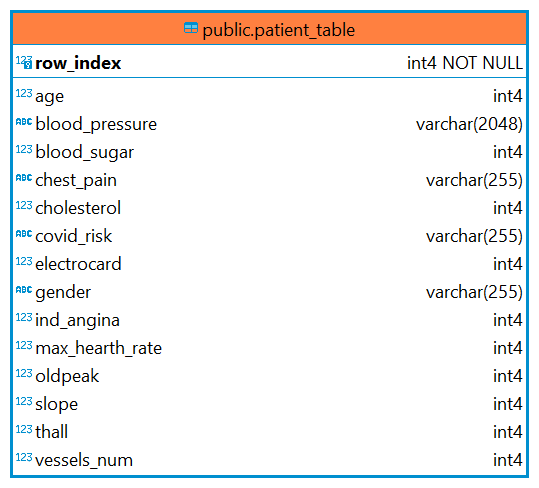 public.patient_table
123 row_index int4 NOT NULL
123 age int4
ABC blood_pressure varchar(2048)
123 blood_sugar int4
ABC chest_pain varchar(255)
123 cholesterol int4
ABC covid_risk varchar(255)
123 electrocard int4
ABC gender varchar(255)
123 ind_angina int4
123 max_hearth_rate int4
123 oldpeak int4
123 slope int4
123 thall int4
123 vessels_num int4